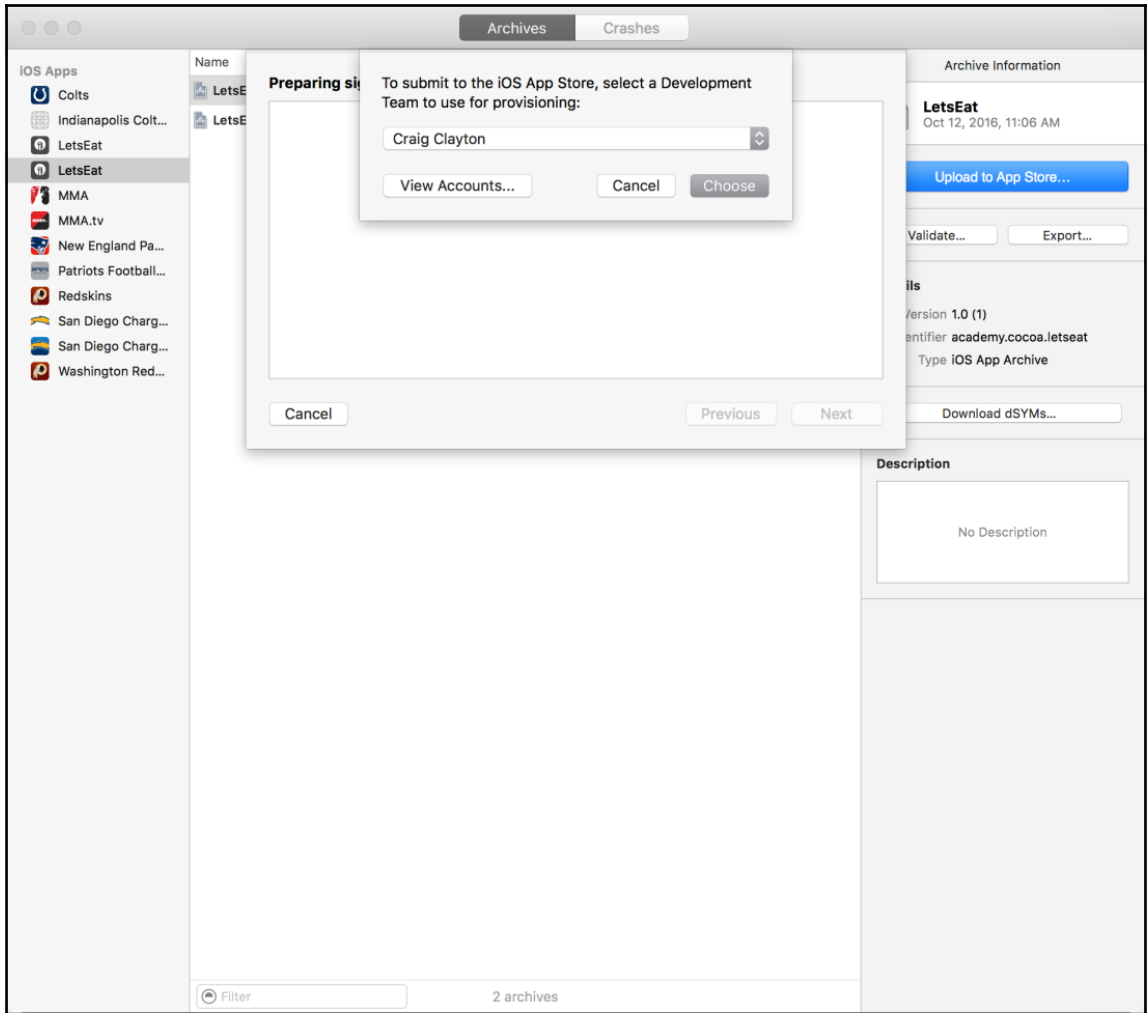 Archives
Crashes
iOS Apps
Colts
Indianapolis Colt...
LetsEat
LetsEat
MMA
MMA.tv
New England Pa...
Patriots Football...
Redskins
San Diego Charg...
San Diego Charg...
Washington Red...
Name
LetsE
LetsE
Preparing sig
To submit to the iOS App Store, select a Development
Team to use for provisioning:
Craig Clayton
View Accounts...
Cancel
Choose
Cancel
Previous
Next
Archive Information
LetsEat
Oct 12, 2016, 11:06 AM
Upload to App Store...
Validate...
Export...
ils
Version 1.0 (1)
entifier academy.cocoa.letseat
Type iOS App Archive
Download dSYMs...
Description
No Description
Filter
2 archives